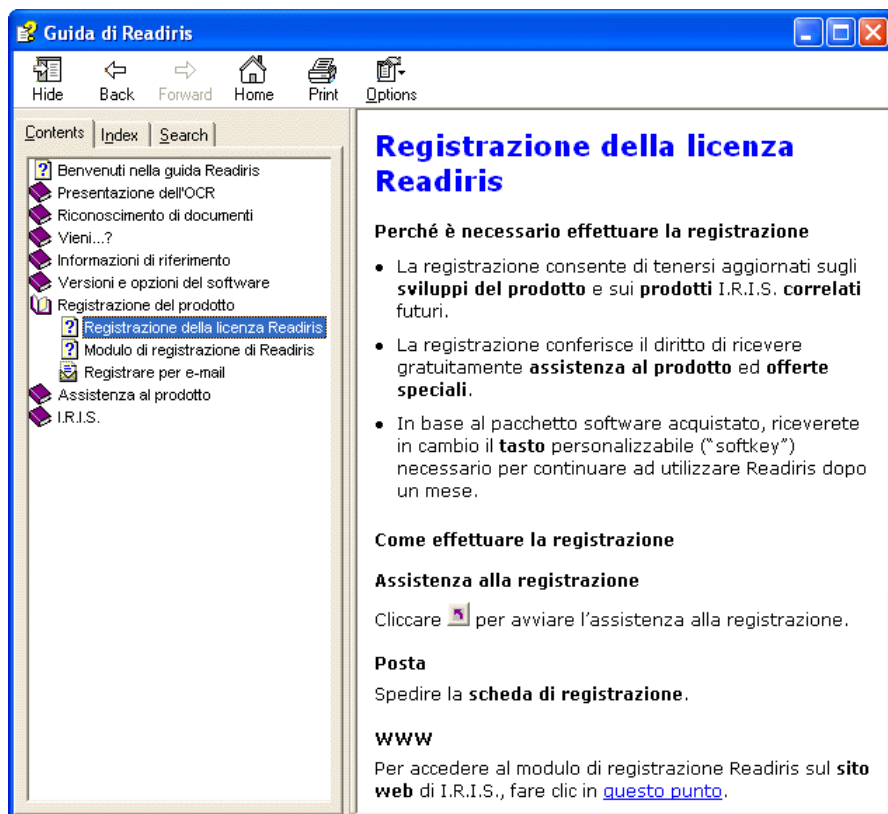 Guida di Readiris
Hide Back Forward Home Print Options
Contents Index Search
Benvenuti nella guida Readiris
Presentazione dell'OCR
Riconoscimento di documenti
Vieni...?
Informazioni di riferimento
Versioni e opzioni del software
Registrazione del prodotto
Registrazione della licenza Readiris
Modulo di registrazione di Readiris
Registrare per e-mail
Assistenza al prodotto
I.R.I.S.
Registrazione della licenza
Readiris
Perché è necessario effettuare la registrazione
• La registrazione consente di tenersi aggiornati sugli
sviluppi del prodotto e sui prodotti I.R.I.S. correlati
futuri.
• La registrazione conferisce il diritto di ricevere
gratuitamente assistenza al prodotto ed offerte
speciali.
• In base al pacchetto software acquistato, riceverete
in cambio il tasto personalizzabile ("softkey")
necessario per continuare ad utilizzare Readiris dopo
un mese.
Come effettuare la registrazione
Assistenza alla registrazione
Cliccare per avviare l'assistenza alla registrazione.
Posta
Spedire la scheda di registrazione.
WWW
Per accedere al modulo di registrazione Readiris sul sito
web di I.R.I.S., fare clic in questo punto.